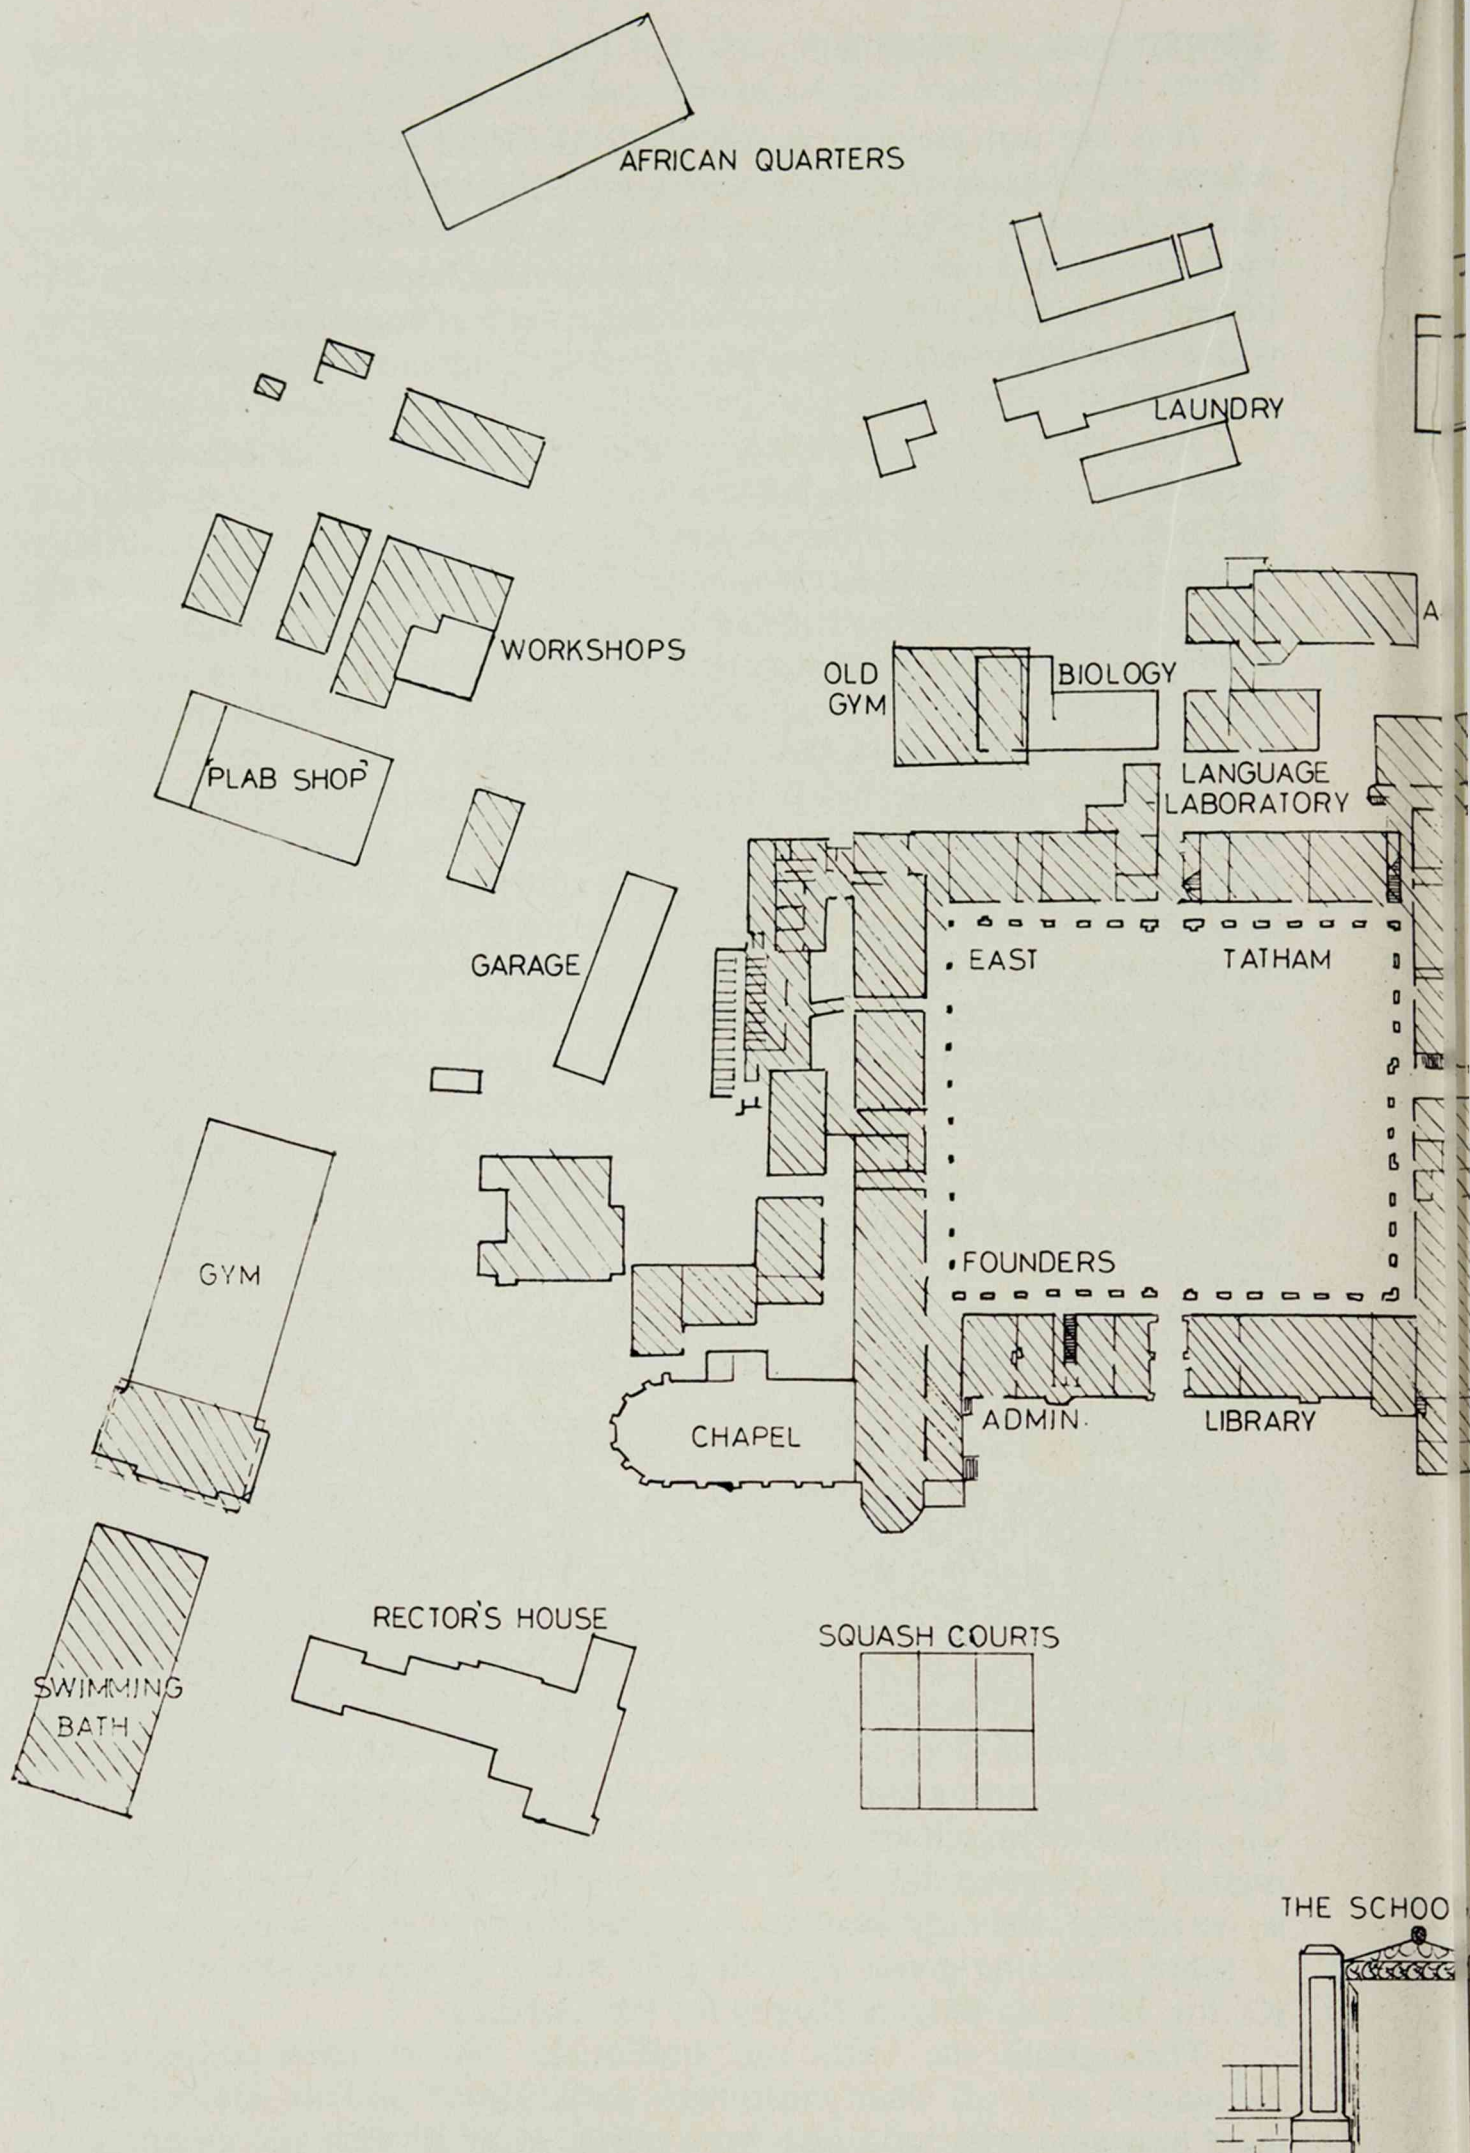 AFRICAN QUARTERS
LAUNDRY
WORKSHOPS
A
OLD
GYM
BIOLOGY
'PLAB SHOP'
LANGUAGE
LABORATORY
GARAGE
EAST
TATHAM
GYM
FOUNDERS
ADMIN.
LIBRARY
CHAPEL
RECTOR'S HOUSE
SQUASH COURTS
SWIMMING
BATH
THE SCHOO